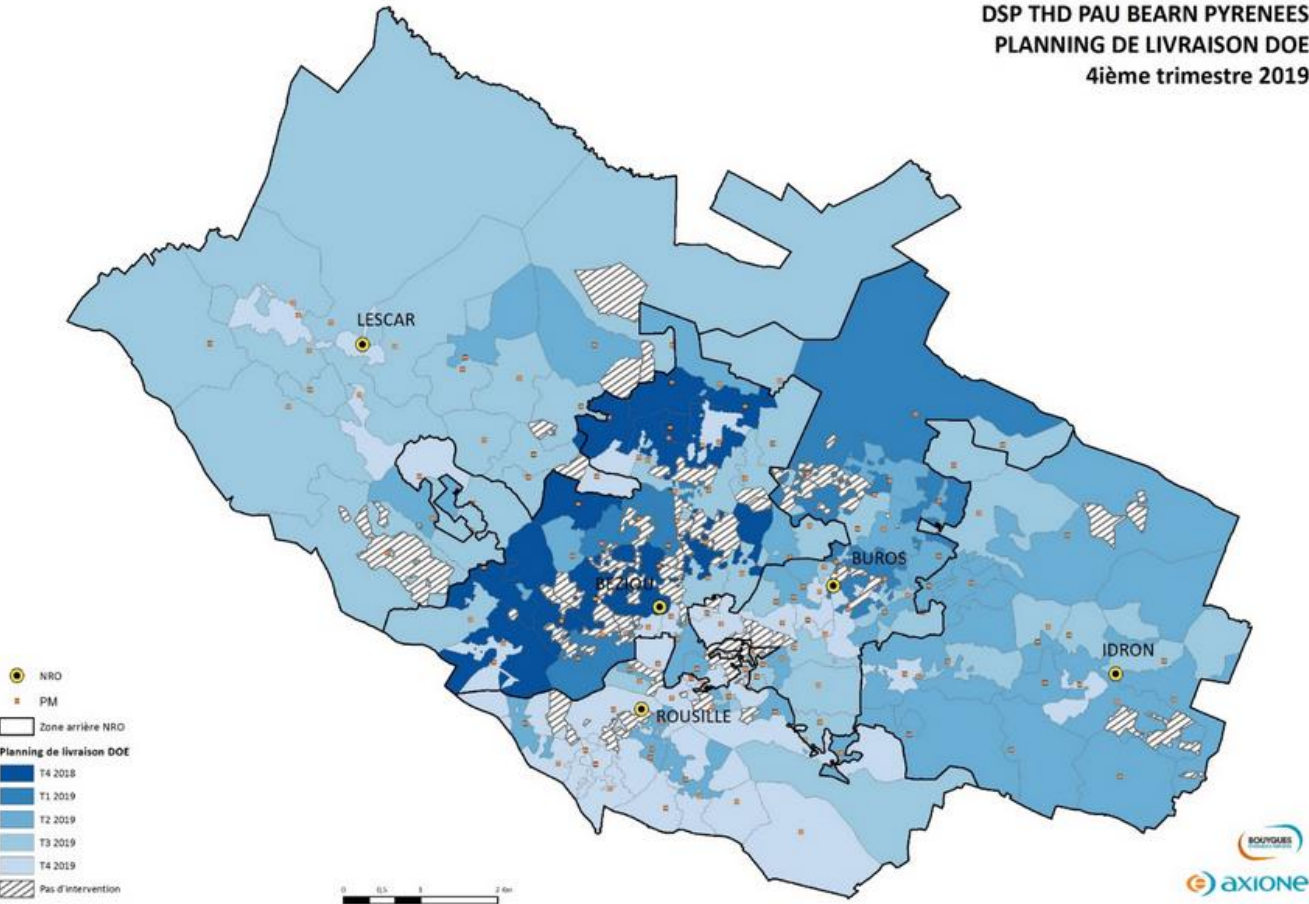 DSP THD PAU BEARN PYRENEES
PLANNING DE LIVRAISON DOE
4ième trimestre 2019
LESCAR
BUROS
BEZIOU
IDRON
ROUSILLE
NRO
PM
Zone arrière NRO
Planning de livraison DOE
T4 2018
T1 2019
T2 2019
T3 2019
T4 2019
Pas d'intervention
0 0,5 1 2 km
BOUYGUES
axione